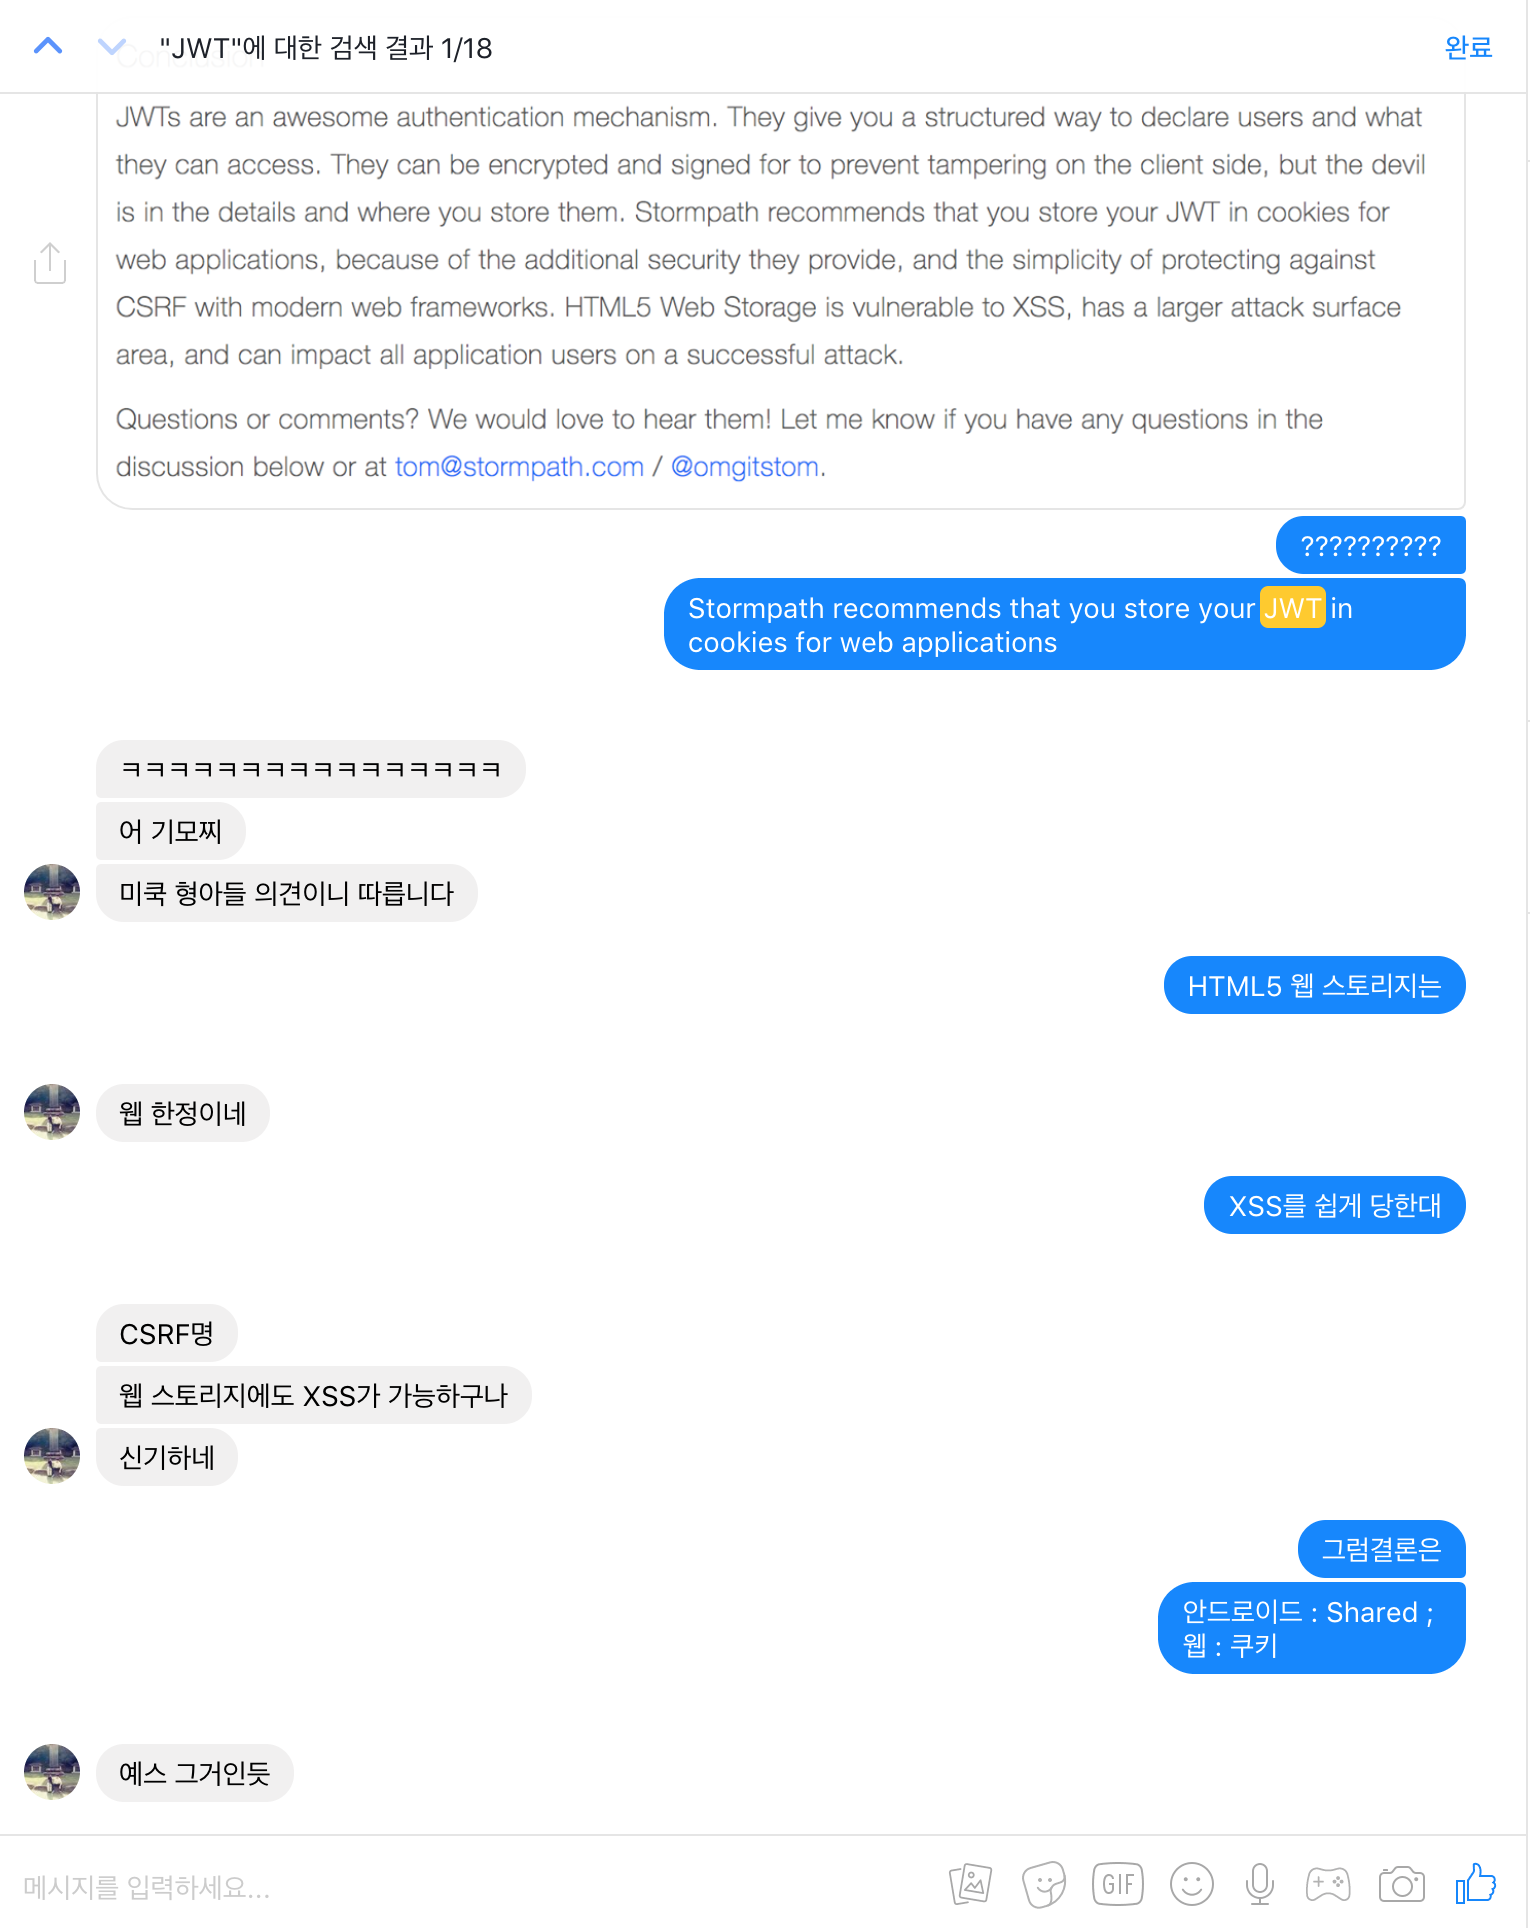 "JWT"에 대한 검색 결과 1/18
완료
Conclusion
JWTs are an awesome authentication mechanism. They give you a structured way to declare users and what
they can access. They can be encrypted and signed for to prevent tampering on the client side, but the devil
is in the details and where you store them. Stormpath recommends that you store your JWT in cookies for
web applications, because of the additional security they provide, and the simplicity of protecting against
CSRF with modern web frameworks. HTML5 Web Storage is vulnerable to XSS, has a larger attack surface
area, and can impact all application users on a successful attack.
Questions or comments? We would love to hear them! Let me know if you have any questions in the
discussion below or at tom@stormpath.com / @omgitstom.
??????????
Stormpath recommends that you store your JWT in
cookies for web applications
ㅋㅋㅋㅋㅋㅋㅋㅋㅋㅋㅋㅋㅋㅋㅋㅋ
어 기모찌
미쿡 형아들 의견이니 따릅니다
HTML5 웹 스토리지는
웹 한정이네
XSS를 쉽게 당한대
CSRF명
웹 스토리지에도 XSS가 가능하구나
신기하네
그럼결론은
안드로이드 : Shared ;
웹 : 쿠키
예스 그거인듯
메시지를 입력하세요...
GIF